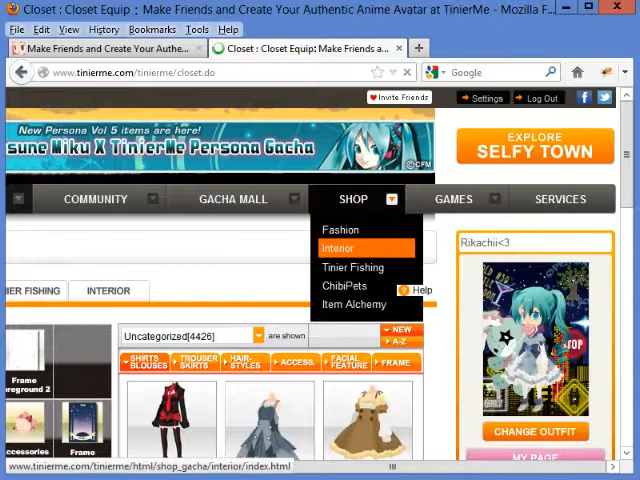 Closet : Closet Equip : Make Friends and Create Your Authentic Anime Avatar at TinierMe - Mozilla F...
File Edit View History Bookmarks Tools Help
Make Friends and Create Your Authe... × Closet : Closet Equip: Make Friends a... × +
www.tinierme.com/tinierme/closet.do
Google
Invite Friends
Settings
Log Out
New Persona Vol 5 items are here!
sune Miku X TinierMe Persona Gacha
©CFM
EXPLORE
SELFY TOWN
COMMUNITY GACHA MALL SHOP GAMES SERVICES
Fashion
Interior
Tinier Fishing
ChibiPets
Item Alchemy
Rikachii<3
STOP
IER FISHING INTERIOR
? Help
Uncategorized[4426] are shown
NEW
A-Z
SHIRTS
BLOUSES
TROUSER
SKIRTS
HAIR-
STYLES
ACCESS.
FACIAL
FEATURE
FRAME
Frame
reground 2
ccessories
Frame
CHANGE OUTFIT
MY PAGE
www.tinierme.com/tinierme/html/shop_gacha/interior/index.html